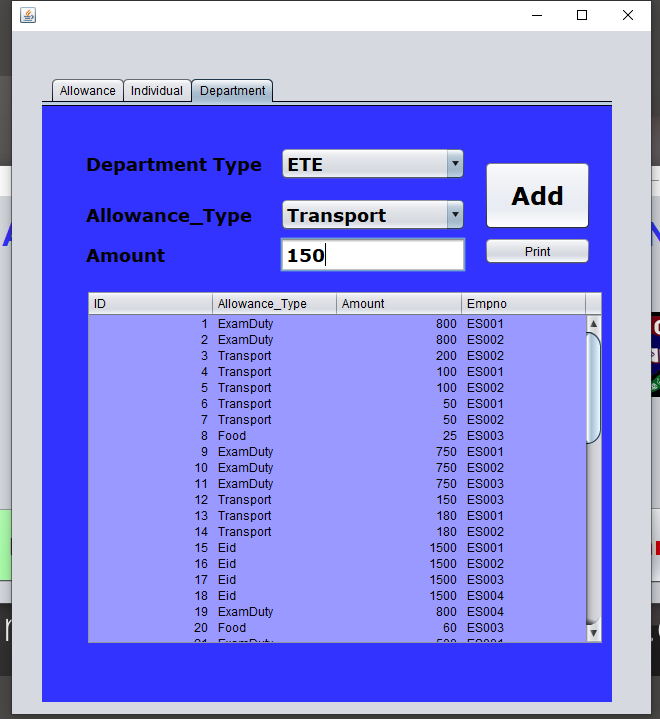 Allowance Individual Department
Department Type ETE
Add
Allowance_Type Transport
Amount 150
Print
ID Allowance_Type Amount Empno
1 ExamDuty 800 ES001
2 ExamDuty 800 ES002
3 Transport 200 ES002
4 Transport 100 ES001
5 Transport 100 ES002
6 Transport 50 ES001
7 Transport 50 ES002
8 Food 25 ES003
9 ExamDuty 750 ES001
10 ExamDuty 750 ES002
11 ExamDuty 750 ES003
12 Transport 150 ES003
13 Transport 180 ES001
14 Transport 180 ES002
15 Eid 1500 ES001
16 Eid 1500 ES002
17 Eid 1500 ES003
18 Eid 1500 ES004
19 ExamDuty 800 ES004
20 Food 60 ES003